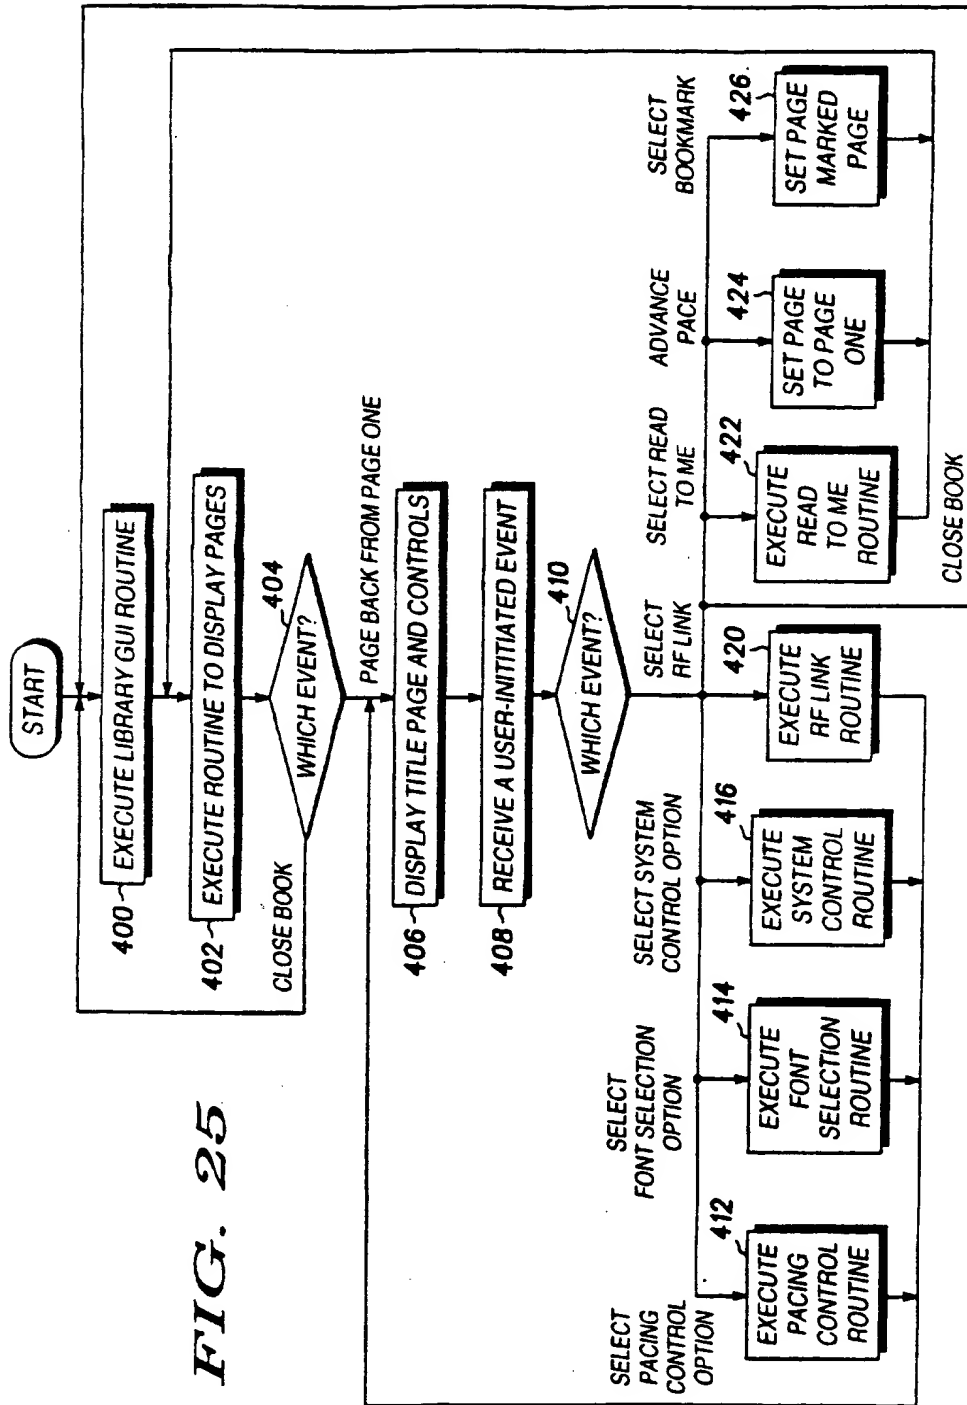 START
400
EXECUTE LIBRARY GUI ROUTINE
402
EXECUTE ROUTINE TO DISPLAY PAGES
404
WHICH EVENT?
CLOSE BOOK
PAGE BACK FROM PAGE ONE
406
DISPLAY TITLE PAGE AND CONTROLS
408
RECEIVE A USER-INITITIATED EVENT
410
WHICH EVENT?
SELECT
PACING
CONTROL
OPTION
412
EXECUTE
PACING
CONTROL
ROUTINE
SELECT
FONT SELECTION
OPTION
414
EXECUTE
FONT
SELECTION
ROUTINE
SELECT SYSTEM
CONTROL OPTION
416
EXECUTE
SYSTEM
CONTROL
ROUTINE
SELECT
RF LINK
420
EXECUTE
RF LINK
ROUTINE
SELECT READ
TO ME
422
EXECUTE
READ
TO ME
ROUTINE
ADVANCE
PACE
424
SET PAGE
TO PAGE
ONE
SELECT
BOOKMARK
426
SET PAGE
MARKED
PAGE
CLOSE BOOK
FIG. 25